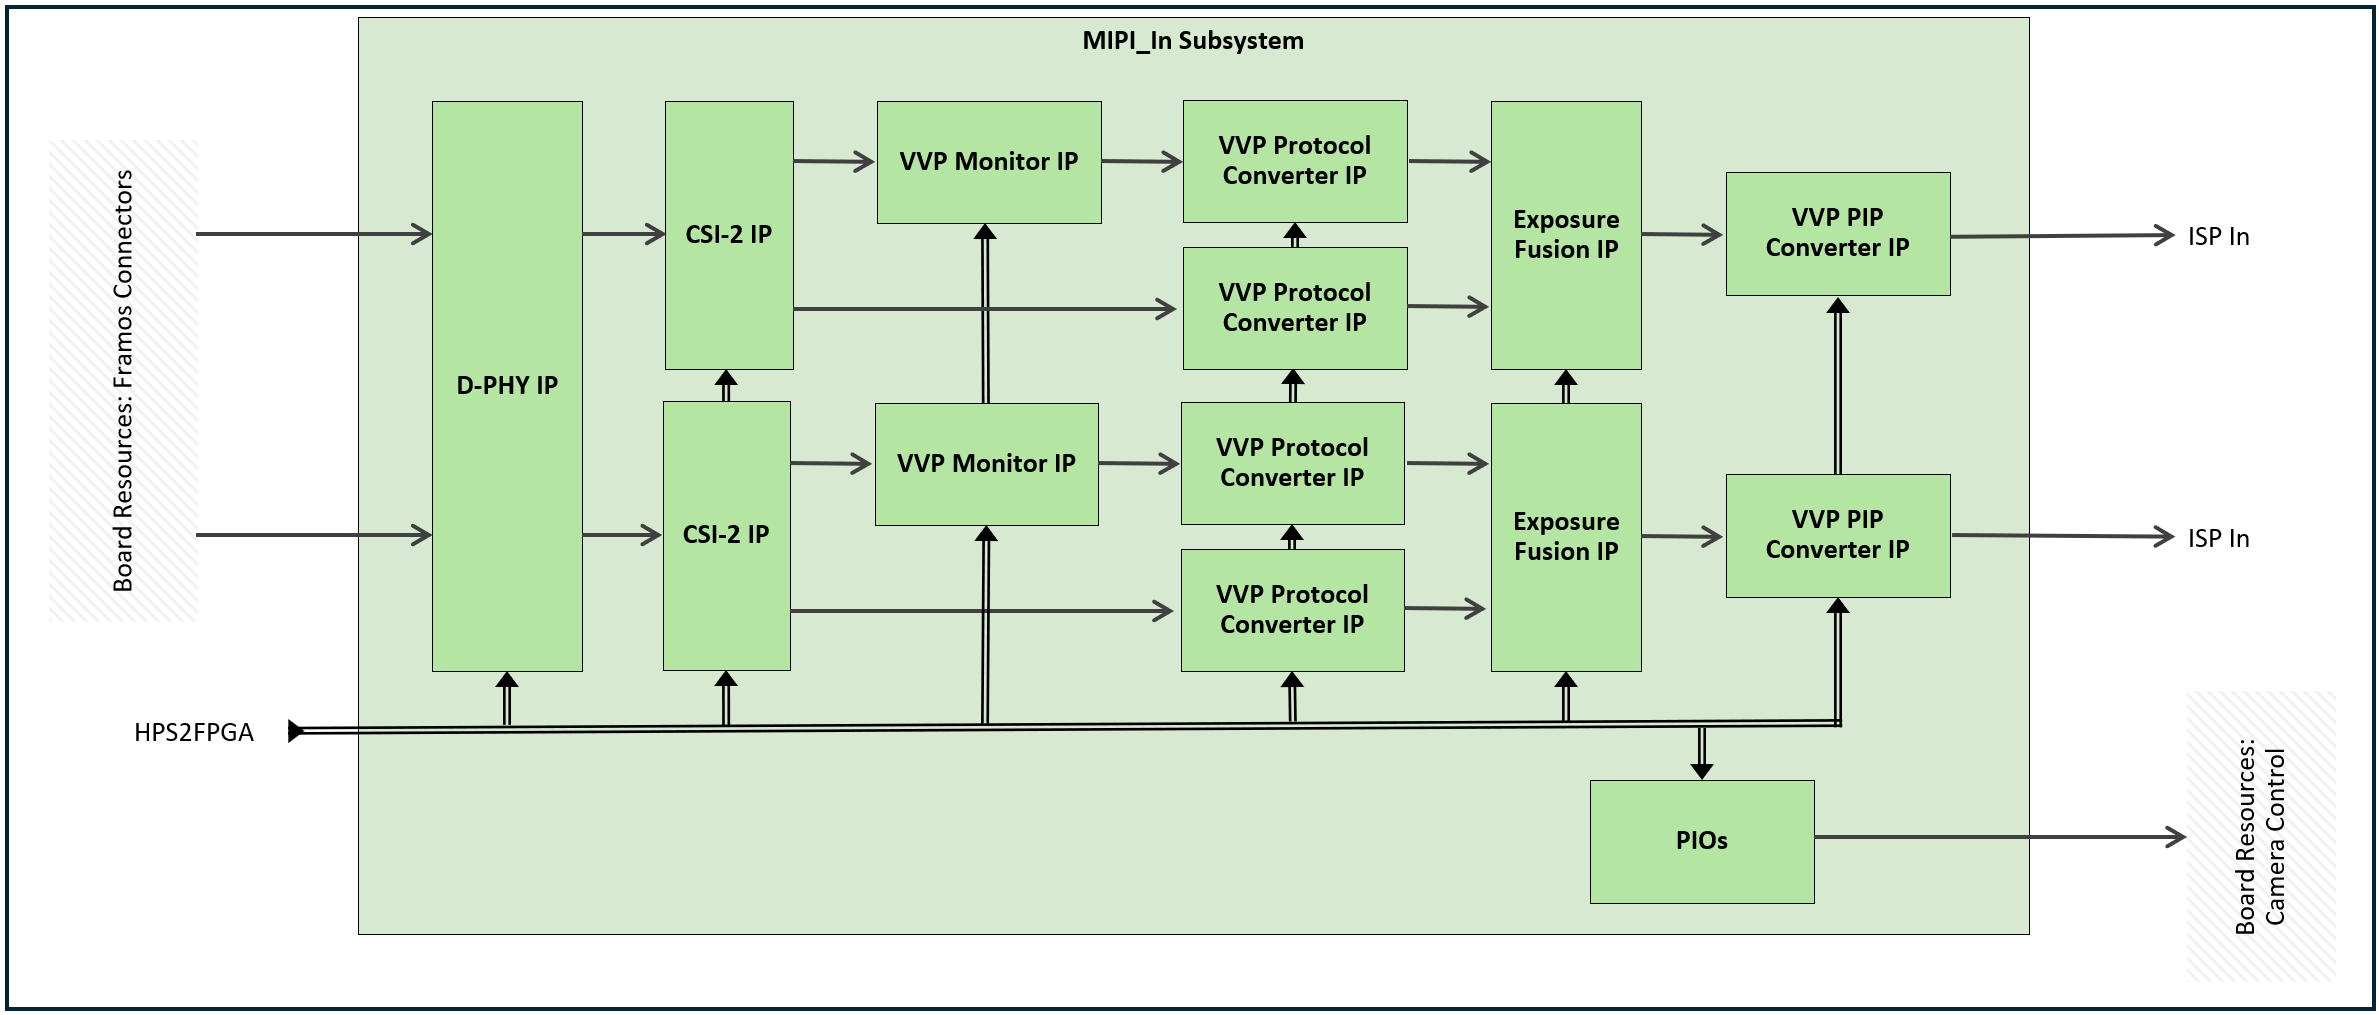 MIPI_In Subsystem
Board Resources: Framos Connectors
D-PHY IP
CSI-2 IP
VVP Monitor IP
VVP Protocol
Converter IP
VVP Protocol
Converter IP
Exposure
Fusion IP
VVP PIP
Converter IP
ISP In
CSI-2 IP
VVP Monitor IP
VVP Protocol
Converter IP
VVP Protocol
Converter IP
Exposure
Fusion IP
VVP PIP
Converter IP
ISP In
HPS2FPGA
PIOs
Board Resources:
Camera Control